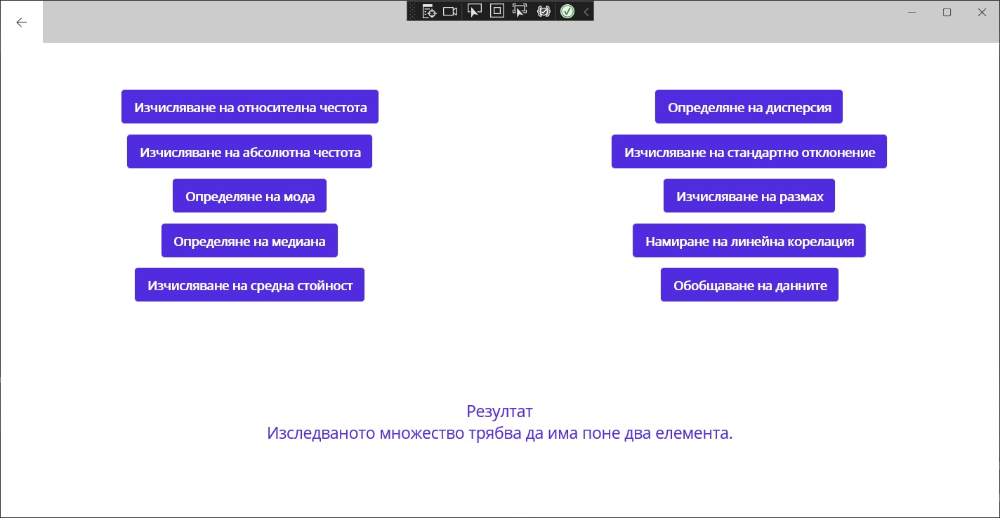 Изчисляване на относителна честота
Изчисляване на абсолютна честота
Определяне на мода
Определяне на медиана
Изчисляване на средна стойност
Определяне на дисперсия
Изчисляване на стандартно отклонение
Изчисляване на размах
Намиране на линейна корелация
Обобщаване на данните
Резултат
Изследваното множество трябва да има поне два елемента.